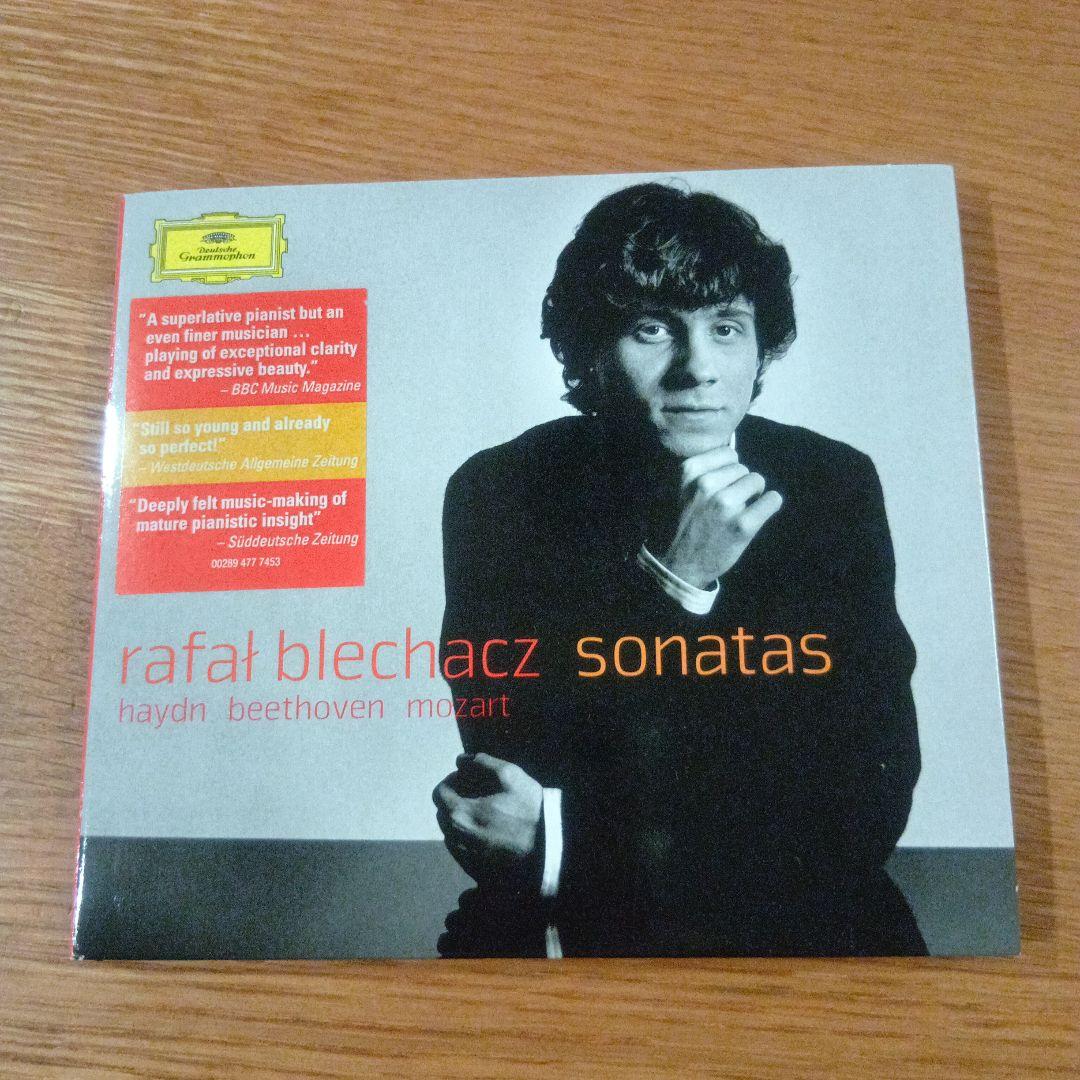 Deutsche
Grammophon
"A superlative pianist but an
even finer musician ...
playing of exceptional clarity
and expressive beauty."
– BBC Music Magazine
"Still so young and already
so perfect!"
– Westdeutsche Allgemeine Zeitung
"Deeply felt music-making of
mature pianistic insight"
– Süddeutsche Zeitung
00289 477 7453
rafał blechacz sonatas
haydn beethoven mozart